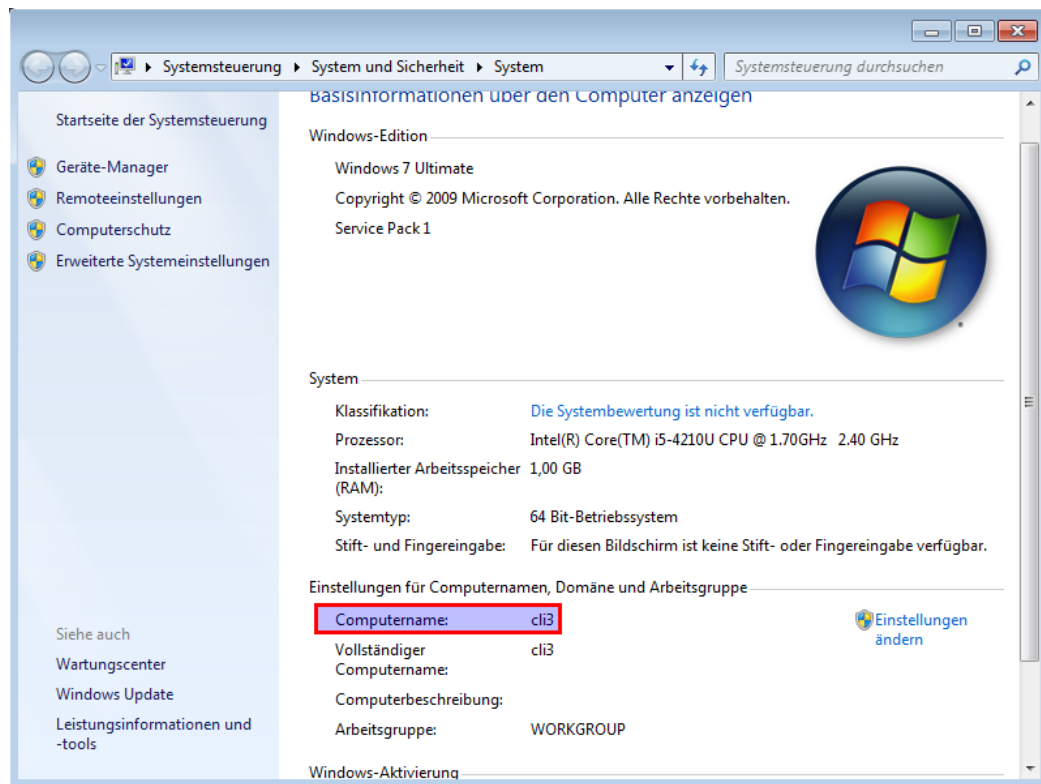 Systemsteuerung System und Sicherheit System
Systemsteuerung durchsuchen
Startseite der Systemsteuerung
Geräte-Manager
Remoteeinstellungen
Computerschutz
Erweiterte Systemeinstellungen
Siehe auch
Wartungscenter
Windows Update
Leistungsinformationen und
-tools
Basisinformationen über den Computer anzeigen
Windows-Edition
Windows 7 Ultimate
Copyright © 2009 Microsoft Corporation. Alle Rechte vorbehalten.
Service Pack 1
System
Klassifikation: Die Systembewertung ist nicht verfügbar.
Prozessor: Intel(R) Core(TM) i5-4210U CPU @ 1.70GHz 2.40 GHz
Installierter Arbeitsspeicher 1,00 GB
(RAM):
Systemtyp: 64 Bit-Betriebssystem
Stift- und Fingereingabe: Für diesen Bildschirm ist keine Stift- oder Fingereingabe verfügbar.
Einstellungen für Computernamen, Domäne und Arbeitsgruppe
Computername: cli3
Einstellungen
ändern
Vollständiger cli3
Computername:
Computerbeschreibung:
Arbeitsgruppe: WORKGROUP
Windows-Aktivierung